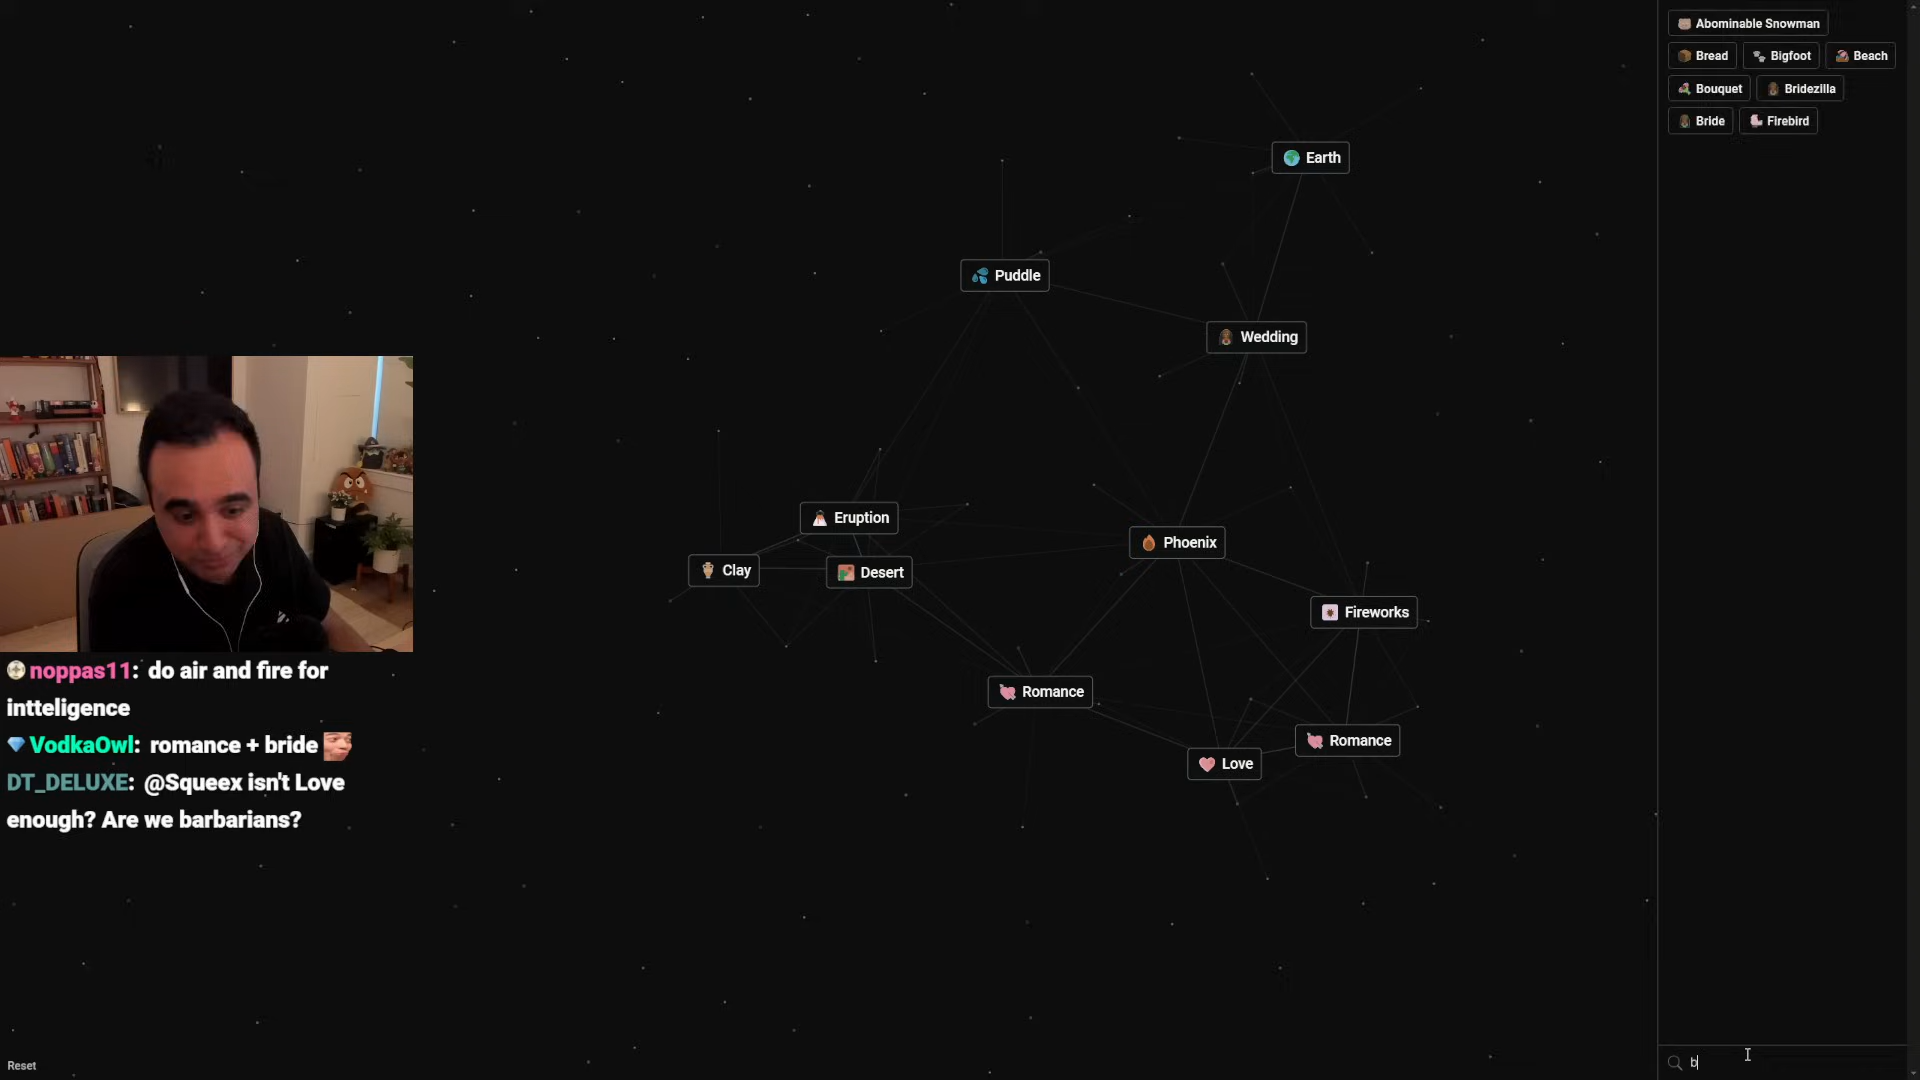 Abominable Snowman
Bread Bigfoot Beach
Bouquet Bridezilla
Bride Firebird
Earth
Puddle
Wedding
Eruption
Phoenix
Clay
Desert
Fireworks
Romance
Romance
Love
noppas11: do air and fire for
intteligence
VodkaOwl: romance + bride
DT_DELUXE: @Squeex isn't Love
enough? Are we barbarians?
Reset
b